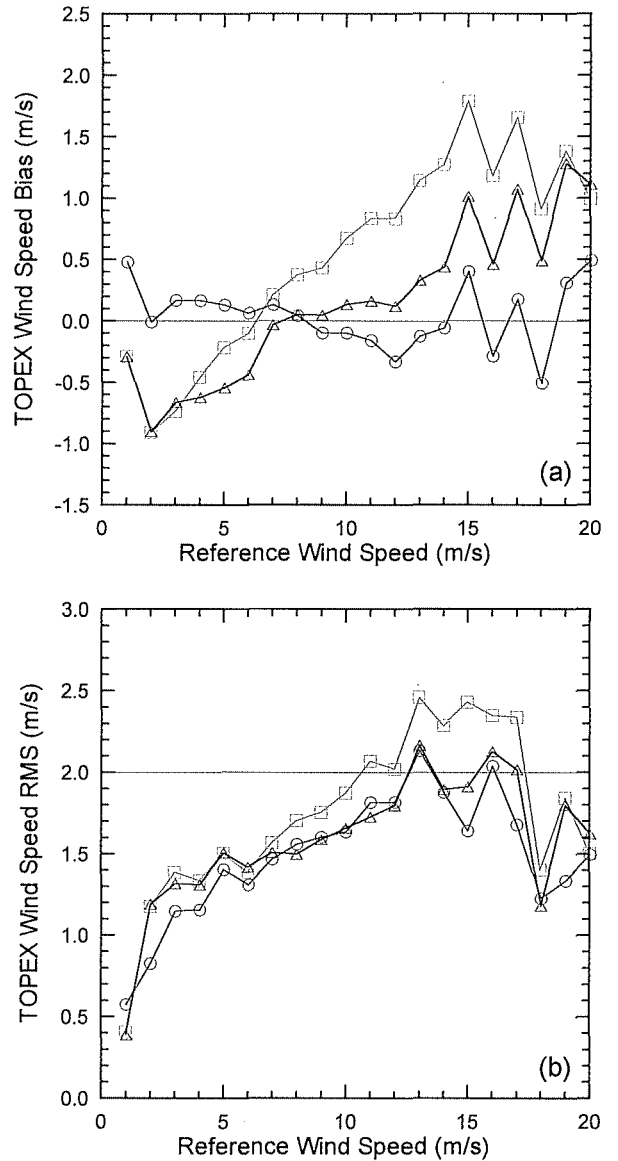 2.5
2.0
1.5
1.0
0.5
0.0
-0.5
-1.0
-1.5
TOPEX Wind Speed Bias (m/s)
(a)
0 5 10 15 20
Reference Wind Speed (m/s)
3.0
2.5
2.0
1.5
1.0
0.5
0.0
TOPEX Wind Speed RMS (m/s)
(b)
0 5 10 15 20
Reference Wind Speed (m/s)